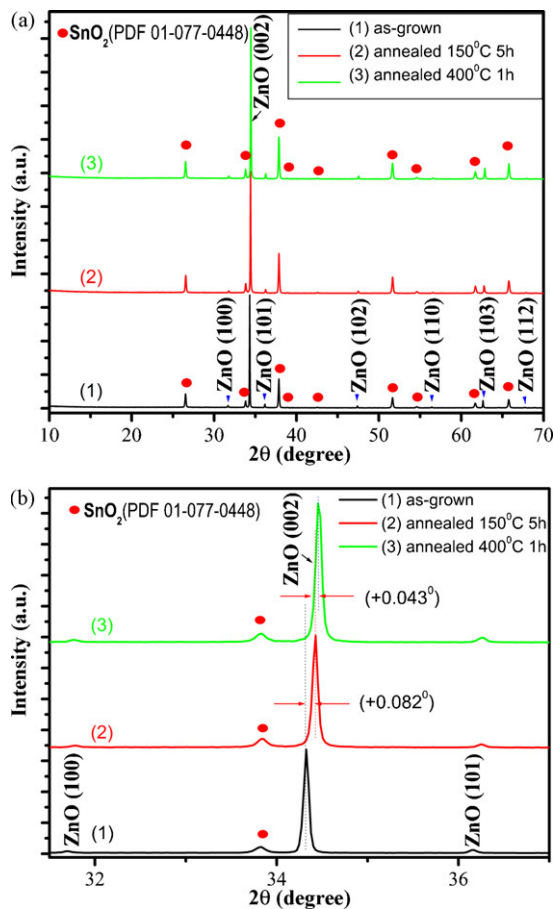 (a)
SnO2(PDF 01-077-0448)
ZnO (002)
(1) as-grown
(2) annealed 150⁰C 5h
(3) annealed 400⁰C 1h
(3)
(2)
(1)
ZnO (100)
ZnO (101)
ZnO (102)
ZnO (110)
ZnO (103)
ZnO (112)
Intensity (a.u.)
10 20 30 40 50 60 70
2θ (degree)
(b)
SnO2(PDF 01-077-0448)
ZnO (002)
(1) as-grown
(2) annealed 150⁰C 5h
(3) annealed 400⁰C 1h
(+0.043⁰)
(3)
(+0.082⁰)
(2)
ZnO (100)
(1)
ZnO (101)
Intensity (a.u.)
32 34 36
2θ (degree)